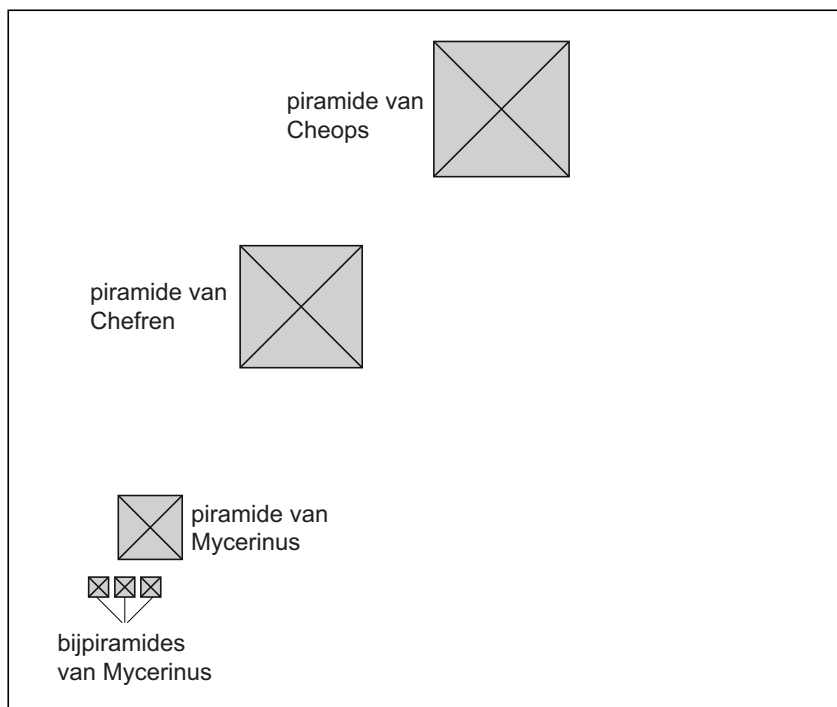 piramide van
Cheops
piramide van
Chefren
piramide van
Mycerinus
bijpiramides
van Mycerinus